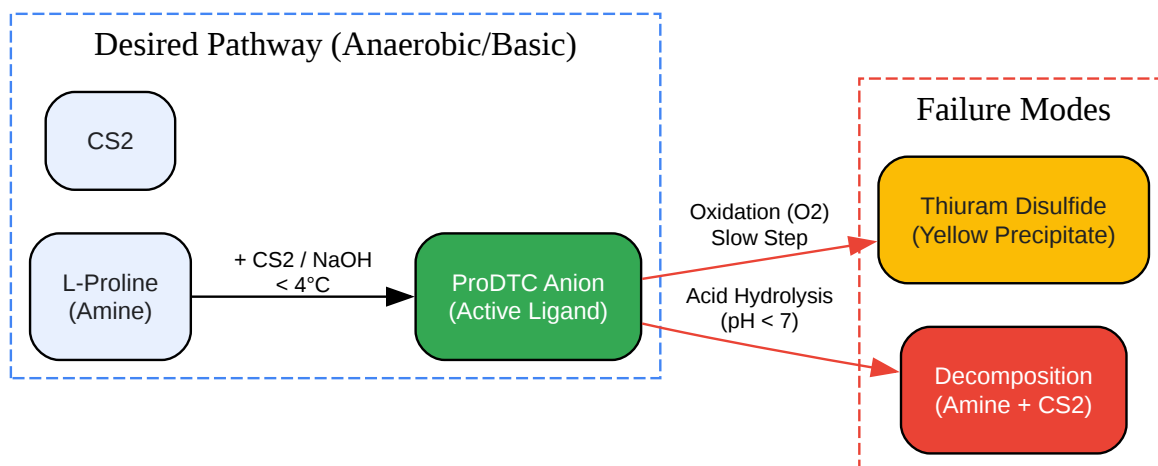 Desired Pathway (Anaerobic/Basic)
CS2
L-Proline
(Amine)
+ CS2 / NaOH
< 4°C
ProDTC Anion
(Active Ligand)
Oxidation (O2)
Slow Step
Acid Hydrolysis
(pH < 7)
Failure Modes
Thiuram Disulfide
(Yellow Precipitate)
Decomposition
(Amine + CS2)